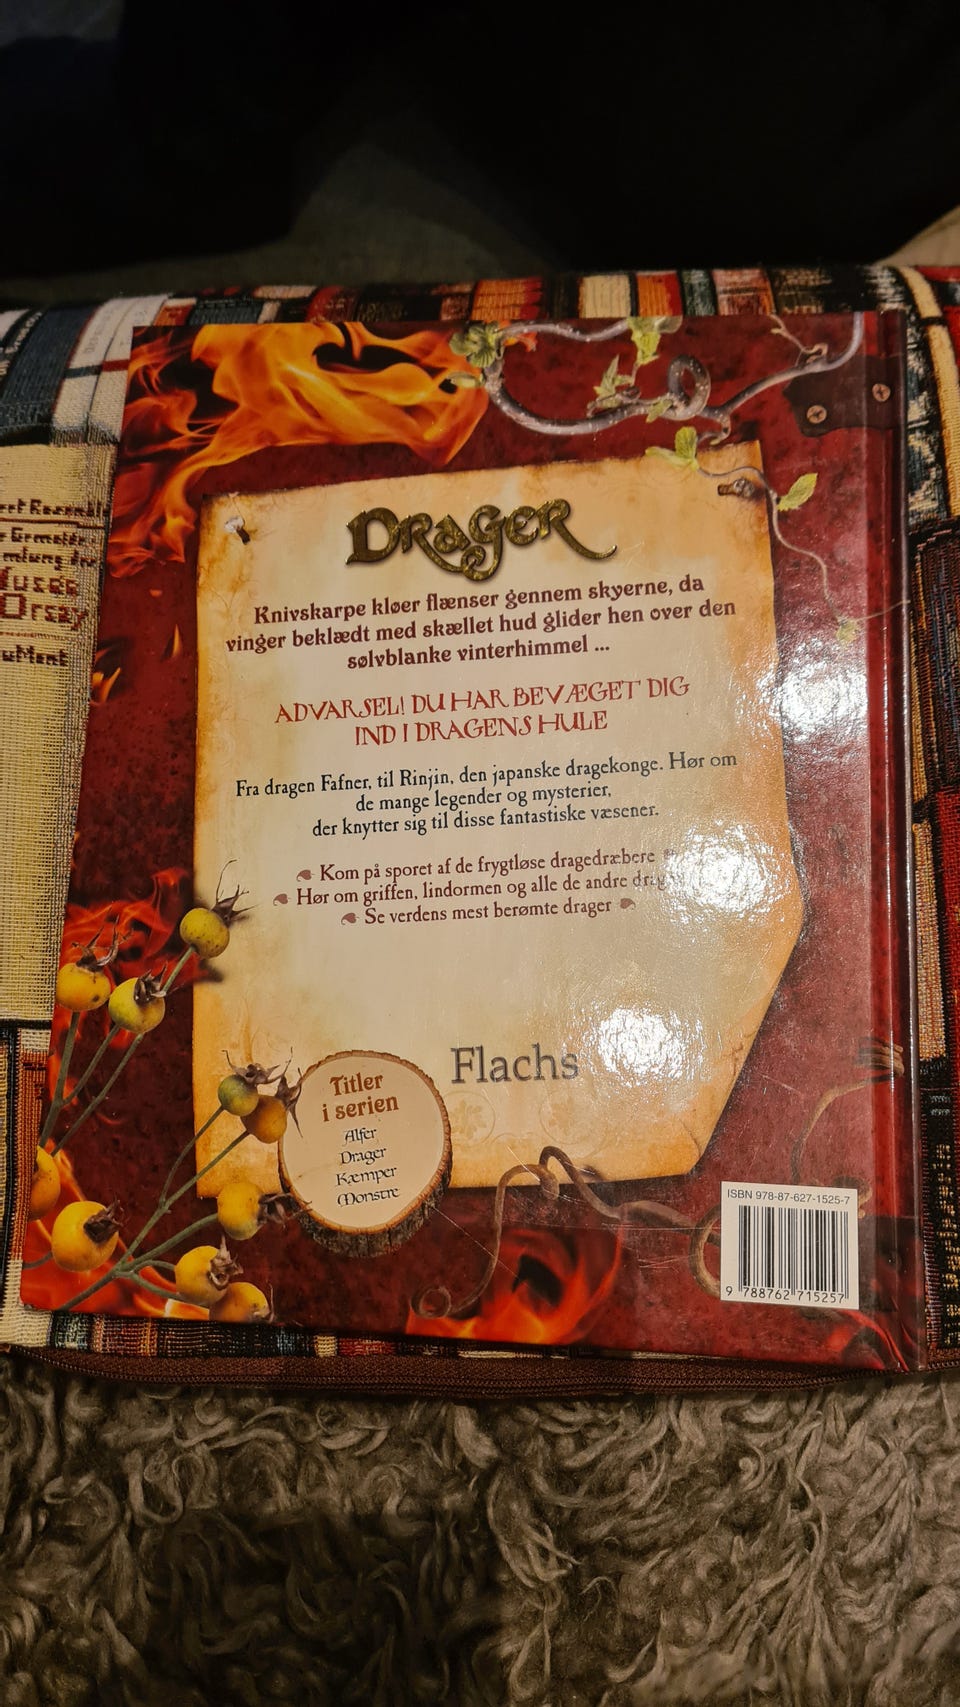 DRAGER
Knivskarpe kløer flænser gennem skyerne, da
vinger beklædt med skællet hud glider hen over den
sølvblanke vinterhimmel ...
ADVARSEL! DU HAR BEVÆGET DIG
IND I DRAGENS HULE
Fra dragen Fafner, til Rinjin, den japanske dragekonge. Hør om
de mange legender og mysterier,
der knytter sig til disse fantastiske væsener.
Kom på sporet af de frygtløse dragedræbere
Hør om griffen, lindormen og alle de andre
Se verdens mest berømte drager
Flachs
Titler
i serien
Alfer
Drager
Kæmper
Monstre
ISBN 978-87-627-1525-7
9 788762 715257
Orsay